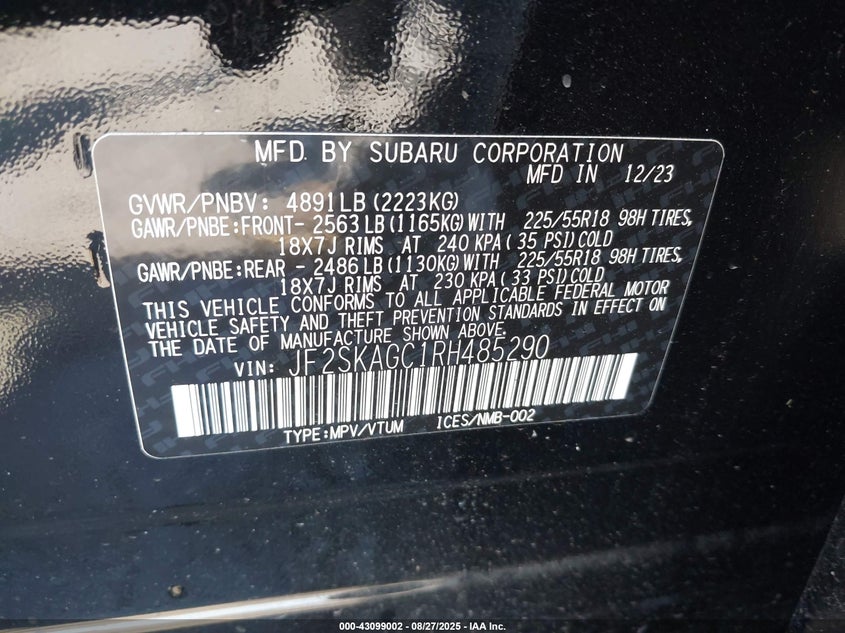 MFD. BY SUBARU CORPORATION
MFD IN 12/23
GVWR/PNBV: 4891LB(2223KG)
GAWR/PNBE:FRONT- 2563LB(1165KG)WITH 225/55R18 98H TIRES,
18X7J RIMS AT 240 KPA(35 PSI)COLD
GAWR/PNBE:REAR - 2486LB(1130KG)WITH 225/55R18 98H TIRES,
18X7J RIMS AT 230 KPA(33 PSI)COLD
THIS VEHICLE CONFORMS TO ALL APPLICABLE FEDERAL MOTOR
VEHICLE SAFETY AND THEFT PREVENTION STANDARDS IN EFFECT ON
THE DATE OF MANUFACTURE SHOWN ABOVE.
VIN: JF2SKAGC1RH485290
TYPE:MPV/VTUM ICES/NMB-002
000-43099002 - 08/27/2025 - IAA Inc.